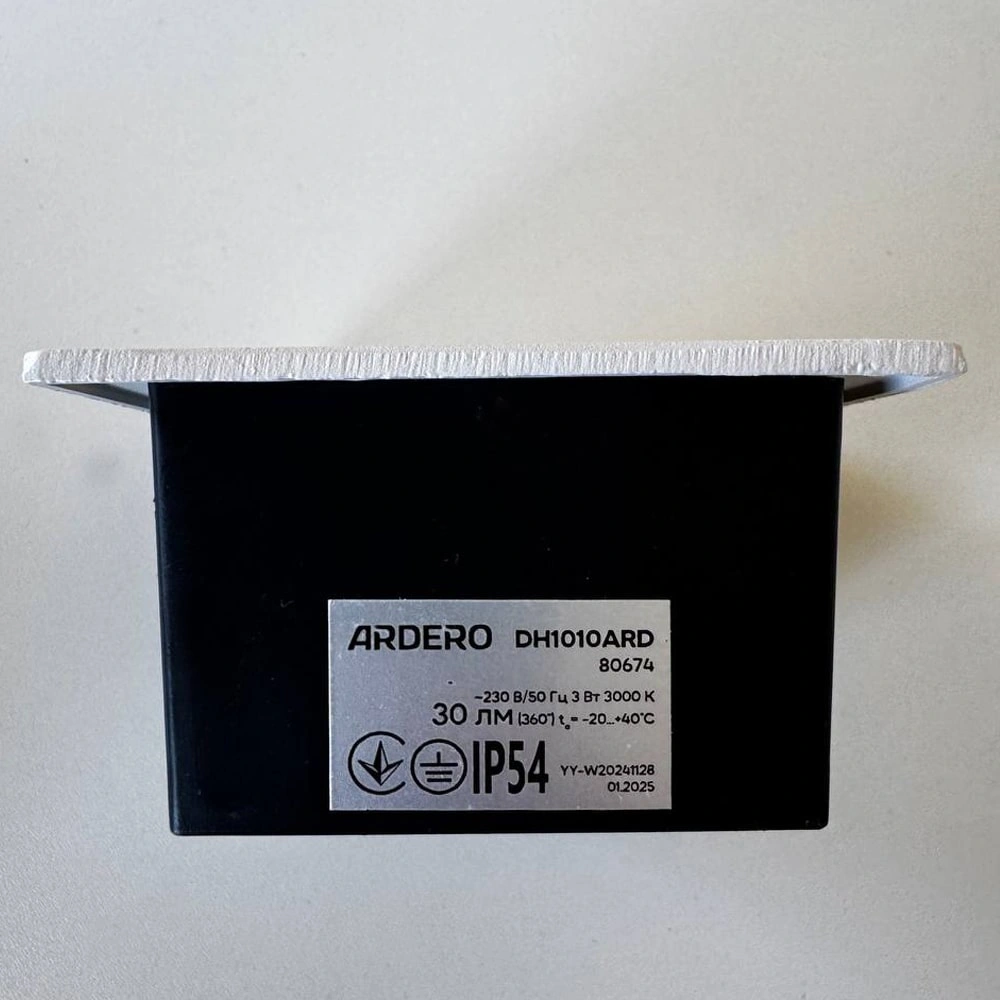 ARDERO DH1010ARD
80674
~230 В/50 Гц 3 Вт 3000 К
30 ЛМ (360°) tₐ= -20...+40°C
IP54 YY-W20241128
01.2025